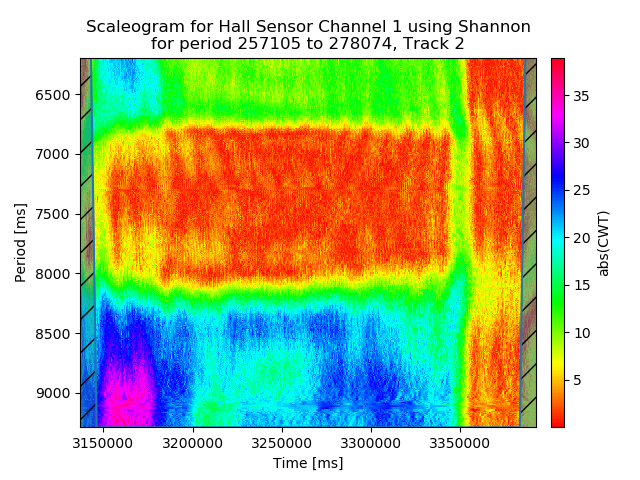 Scaleogram for Hall Sensor Channel 1 using Shannon
for period 257105 to 278074, Track 2
6500
7000
7500
8000
8500
9000
Period [ms]
3150000 3200000 3250000 3300000 3350000
Time [ms]
35
30
25
20
15
10
5
abs(CWT)